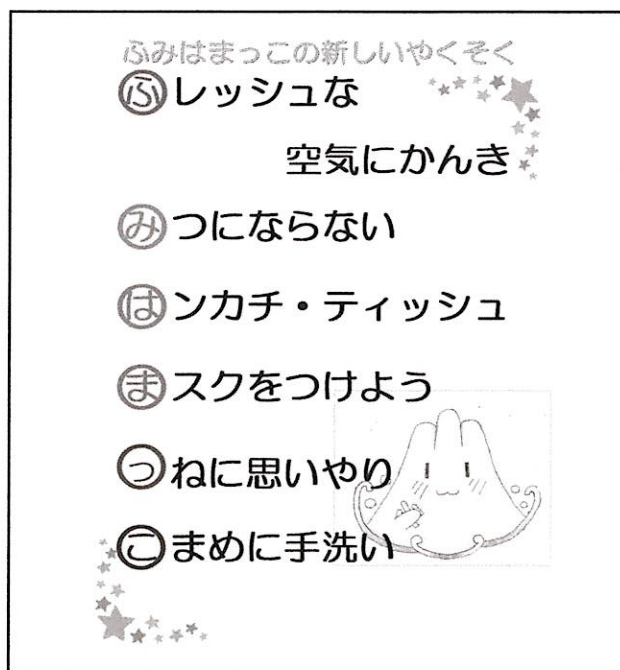 ふみはまっこの新しいやくそく
ふレッシュな
空気にかんき
みつにならない
はンカチ・ティッシュ
まスクをつけよう
つねに思いやり
こまめに手洗い